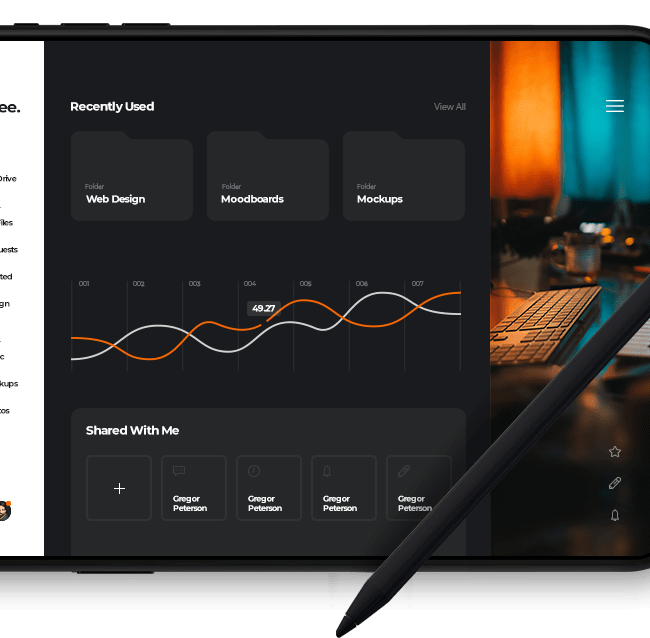 ee.
Drive
iles
uests
ted
gn
c
kups
tos
Recently Used
View All
Folder
Web Design
Folder
Moodboards
Folder
Mockups
001
002
003
004
005
006
007
49.27
Shared With Me
Gregor
Peterson
Gregor
Peterson
Gregor
Peterson
Gregor
Peterson